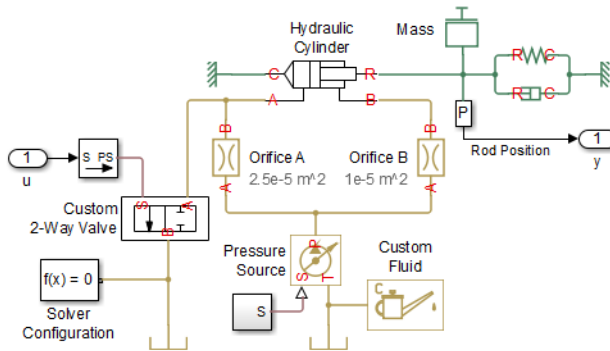 Hydraulic
Cylinder
Mass
C
R
R
C
A
B
R
C
P
Rod Position
1
y
B
B
1
u
S PS
Orifice A
2.5e-5 m^2
Orifice B
1e-5 m^2
A
A
S
A
Custom
2-Way Valve
B
Pressure
Source
P
S
T
Custom
Fluid
C
f(x) = 0
S
Solver
Configuration